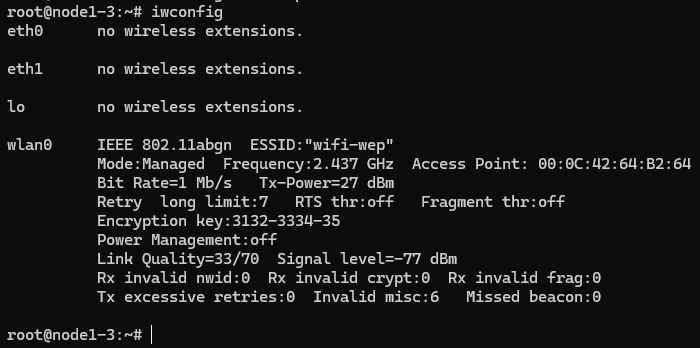 root@node1-3:~# iwconfig
eth0      no wireless extensions.
eth1      no wireless extensions.
lo        no wireless extensions.
wlan0     IEEE 802.11abgn  ESSID:"wifi-wep"
          Mode:Managed  Frequency:2.437 GHz  Access Point: 00:0C:42:64:B2:64
          Bit Rate=1 Mb/s   Tx-Power=27 dBm
          Retry  long limit:7   RTS thr:off   Fragment thr:off
          Encryption key:3132-3334-35
          Power Management:off
          Link Quality=33/70  Signal level=-77 dBm
          Rx invalid nwid:0  Rx invalid crypt:0  Rx invalid frag:0
          Tx excessive retries:0  Invalid misc:6   Missed beacon:0
root@node1-3:~#